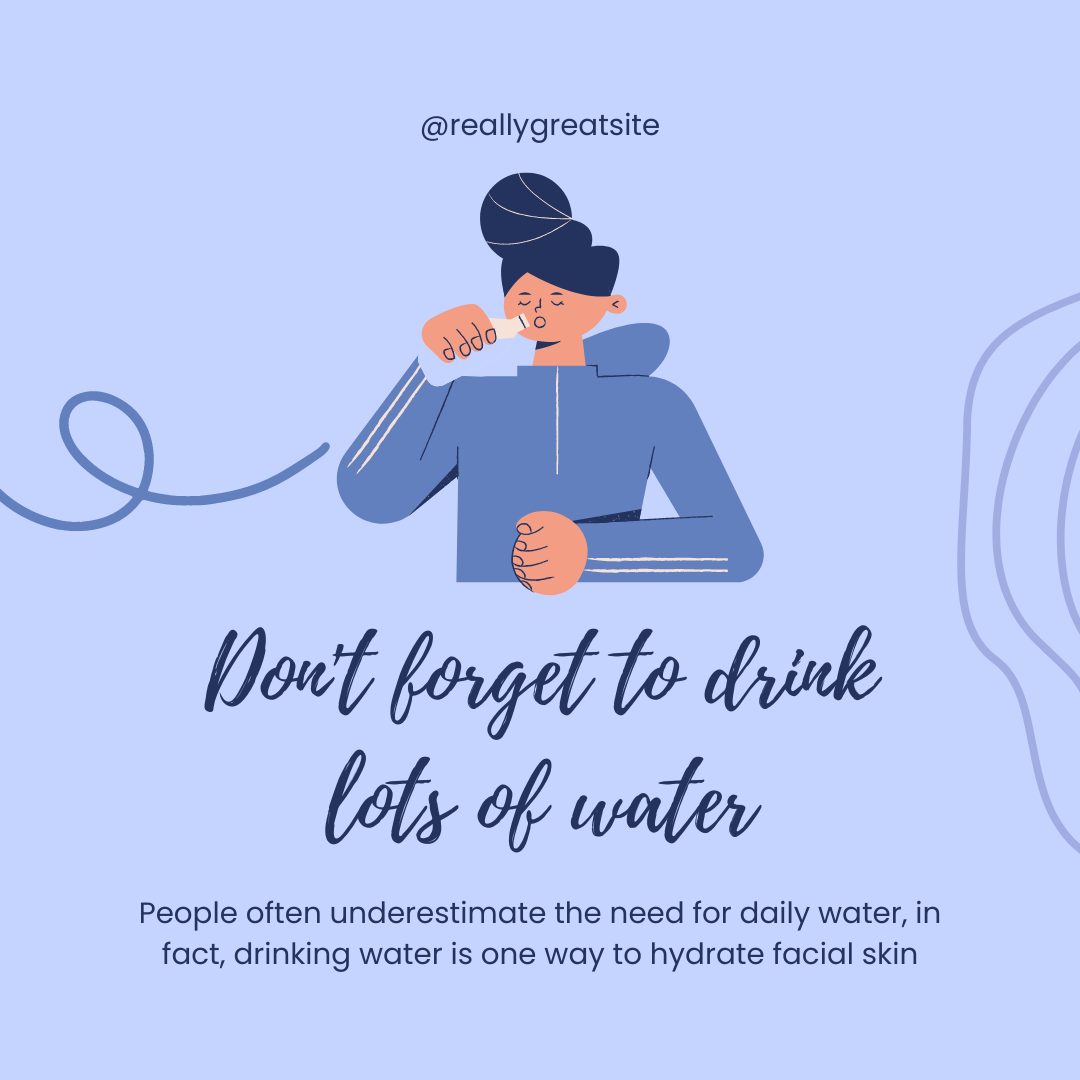 @reallygreatsite
Don't forget to drink
lots of water
People often underestimate the need for daily water, in
fact, drinking water is one way to hydrate facial skin